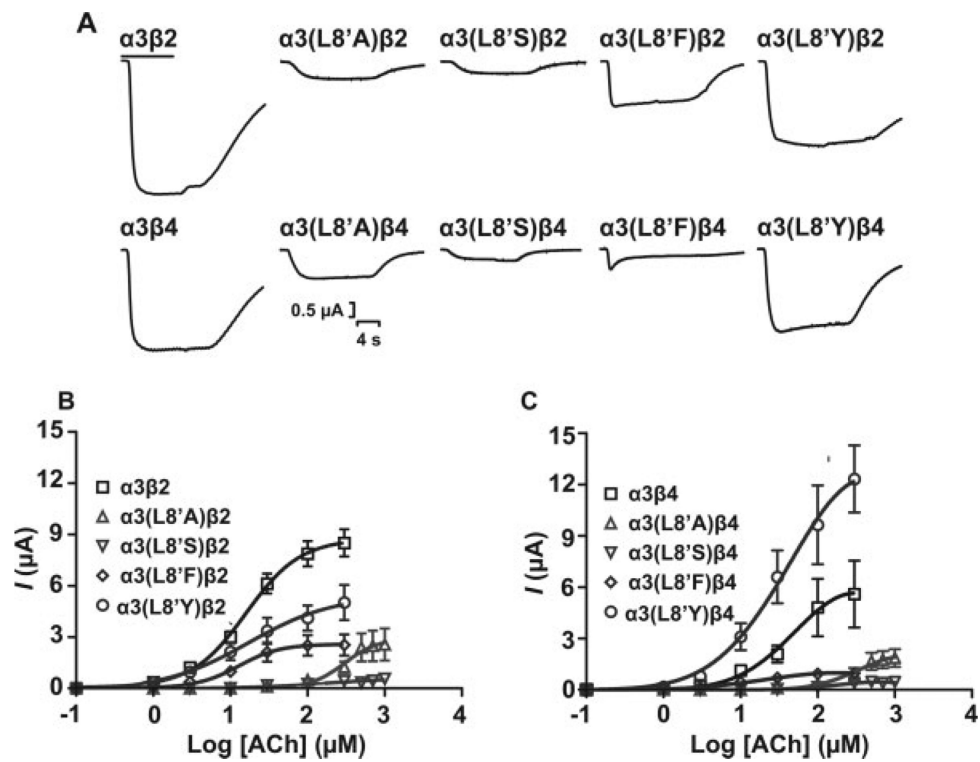 A
α3β2 α3(L8'A)β2 α3(L8'S)β2 α3(L8'F)β2 α3(L8'Y)β2
α3β4 α3(L8'A)β4 α3(L8'S)β4 α3(L8'F)β4 α3(L8'Y)β4
0.5 μA
4 s
B
15
12
9
6
3
0
I (μA)
α3β2
α3(L8'A)β2
α3(L8'S)β2
α3(L8'F)β2
α3(L8'Y)β2
-1 0 1 2 3 4
Log [ACh] (μM)
C
15
12
9
6
3
0
I (μA)
α3β4
α3(L8'A)β4
α3(L8'S)β4
α3(L8'F)β4
α3(L8'Y)β4
-1 0 1 2 3 4
Log [ACh] (μM)